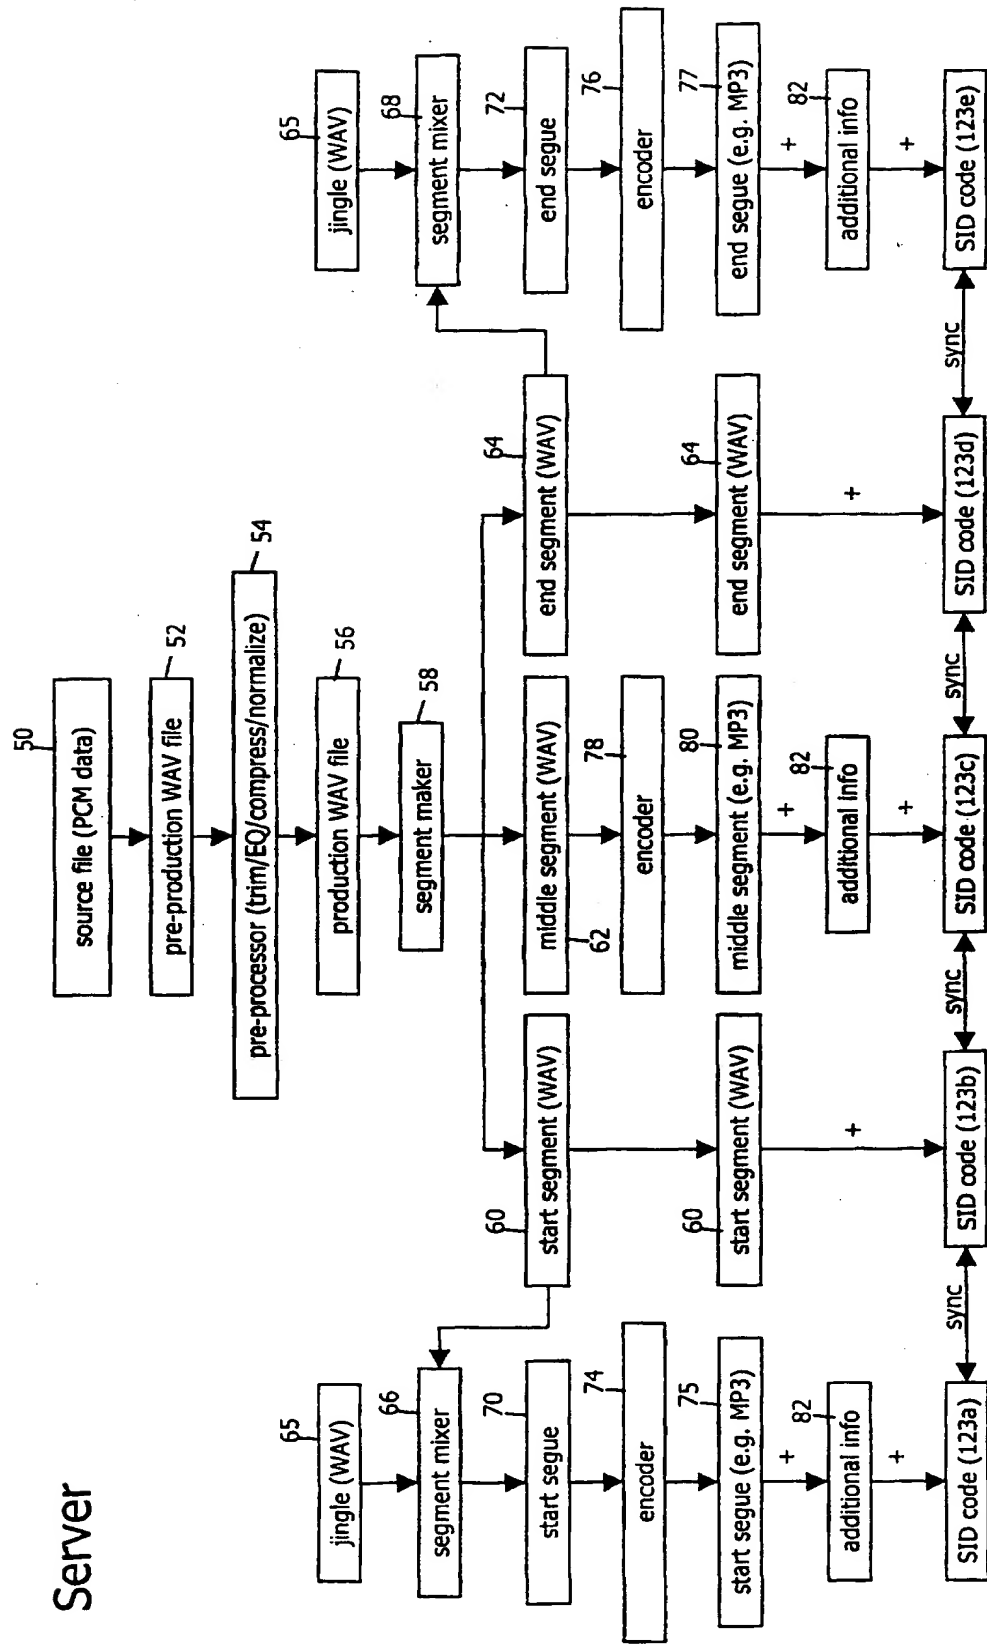 Server
50
source file (PCM data)
52
pre-production WAV file
54
pre-processor (trim/EQ/compress/normalize)
56
production WAV file
58
segment maker
65
jingle (WAV)
66
segment mixer
70
start segue
74
encoder
75
start segue (e.g. MP3)
+
82
additional info
+
SID code (123a)
sync
60
start segment (WAV)
60
start segment (WAV)
+
SID code (123b)
sync
middle segment (WAV)
62
78
encoder
80
middle segment (e.g. MP3)
+
82
additional info
+
SID code (123c)
sync
64
end segment (WAV)
64
end segment (WAV)
+
SID code (123d)
sync
65
jingle (WAV)
68
segment mixer
72
end segue
76
encoder
77
end segue (e.g. MP3)
+
82
additional info
+
SID code (123e)